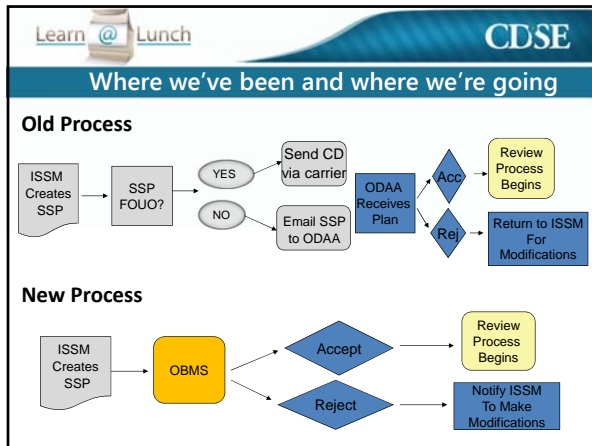 Learn @ Lunch
CDSE
Where we've been and where we're going
Old Process
ISSM
Creates
SSP
SSP
FOUO?
YES
NO
Send CD
via carrier
Email SSP
to ODAA
ODAA
Receives
Plan
Acc
Rej
Review
Process
Begins
Return to ISSM
For
Modifications
New Process
ISSM
Creates
SSP
OBMS
Accept
Reject
Review
Process
Begins
Notify ISSM
To Make
Modifications